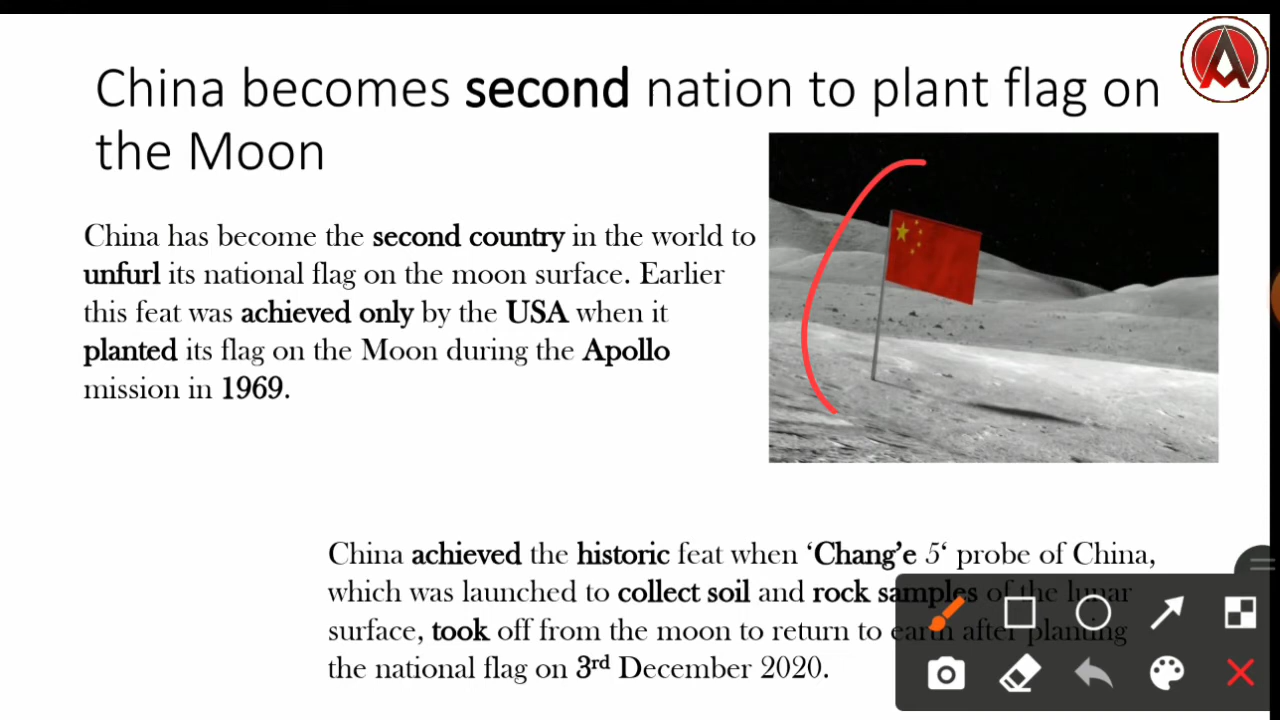 China becomes second nation to plant flag on
the Moon
China has become the second country in the world to
unfurl its national flag on the moon surface. Earlier
this feat was achieved only by the USA when it
planted its flag on the Moon during the Apollo
mission in 1969.
China achieved the historic feat when ‘Chang’e 5‘ probe of China,
which was launched to collect soil and rock samples of the lunar
surface, took off from the moon to return to earth after planting
the national flag on 3rd December 2020.